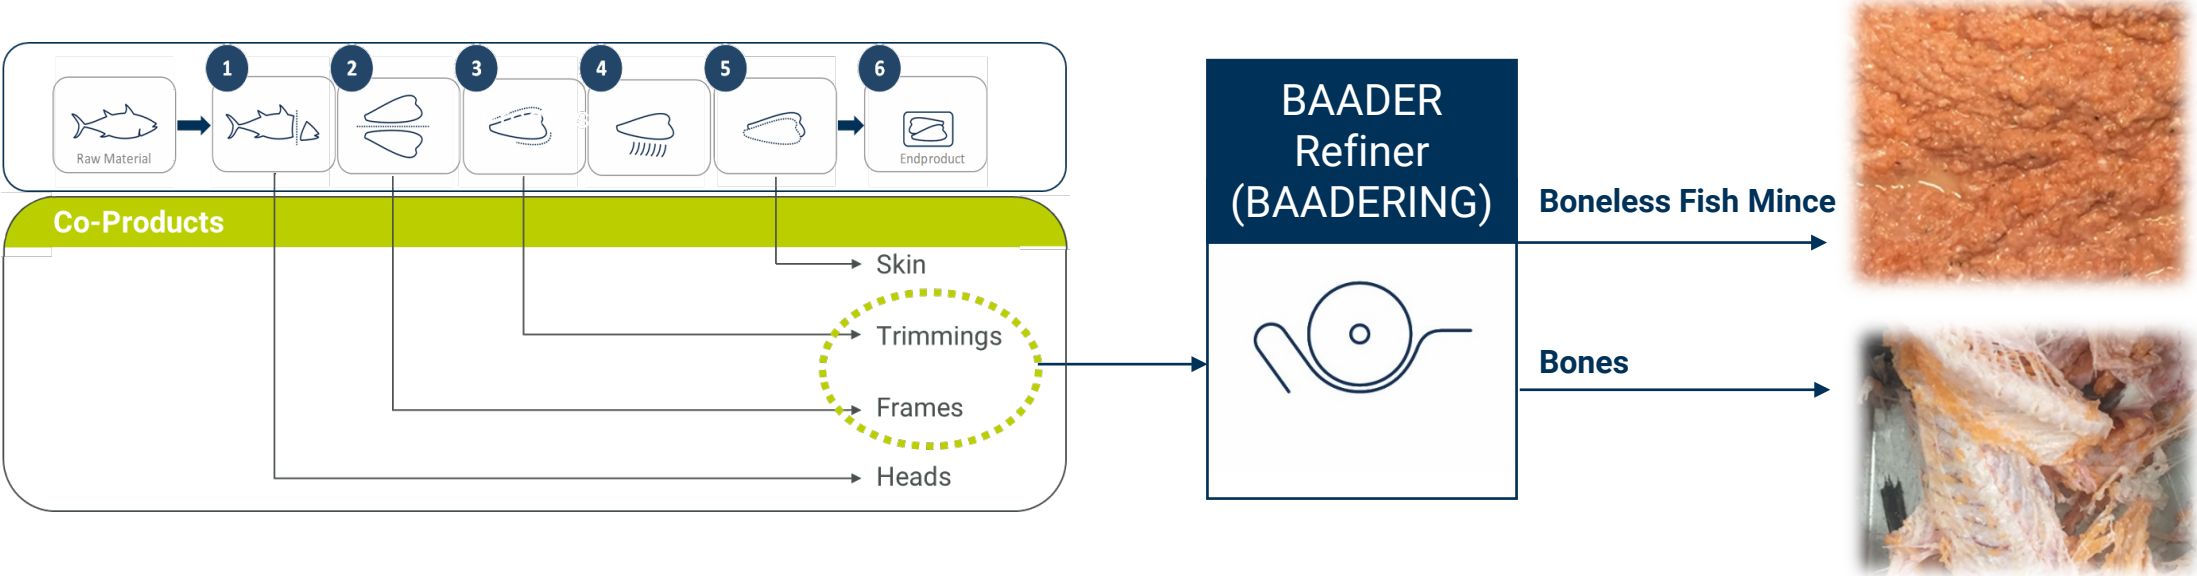 1
2
3
4
5
6
Raw Material
Endproduct
Co-Products
Skin
Trimmings
Frames
Heads
BAADER
Refiner
(BAADERING)
Boneless Fish Mince
Bones